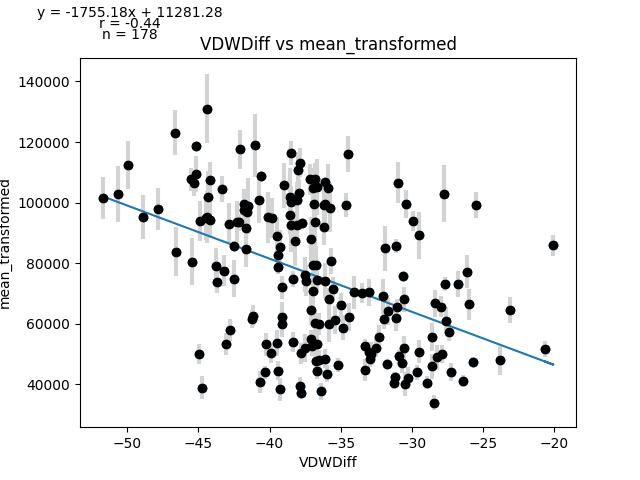 y = -1755.18x + 11281.28
r = -0.44
n = 178
VDWDiff vs mean_transformed
140000
120000
100000
80000
60000
40000
mean_transformed
−50 −45 −40 −35 −30 −25 −20
VDWDiff